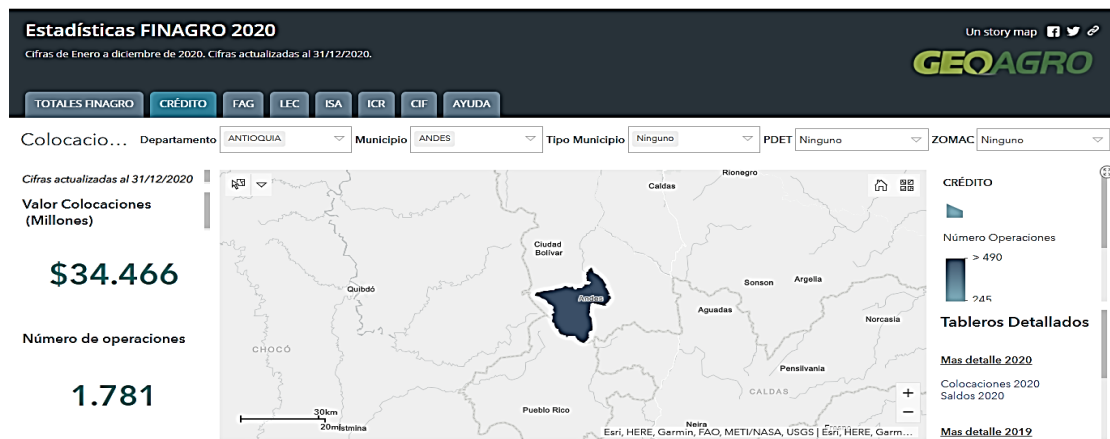 Estadísticas FINAGRO 2020
Cifras de Enero a diciembre de 2020. Cifras actualizadas al 31/12/2020.
Un story map
GEOAGRO
TOTALES FINAGRO CRÉDITO FAG LEC ISA ICR CIF AYUDA
Colocacio... Departamento ANTIOQUIA Municipio ANDES Tipo Municipio Ninguno PDET Ninguno ZOMAC Ninguno
Cifras actualizadas al 31/12/2020
Valor Colocaciones
(Millones)
$34.466
Número de operaciones
1.781
Rionegro
Caldas
Ciudad
Bolívar
Quibdó
Andes
Sonson
Argelia
Aguadas
Norcasia
CHOCÓ
Pensilvania
CALDAS
Pueblo Rico
Neira
30km
20mi
stmina
Esri, HERE, Garmin, FAO, METI/NASA, USGS | Esri, HERE, Garm...
CRÉDITO
Número Operaciones
> 490
245
Tableros Detallados
Mas detalle 2020
Colocaciones 2020
Saldos 2020
Mas detalle 2019